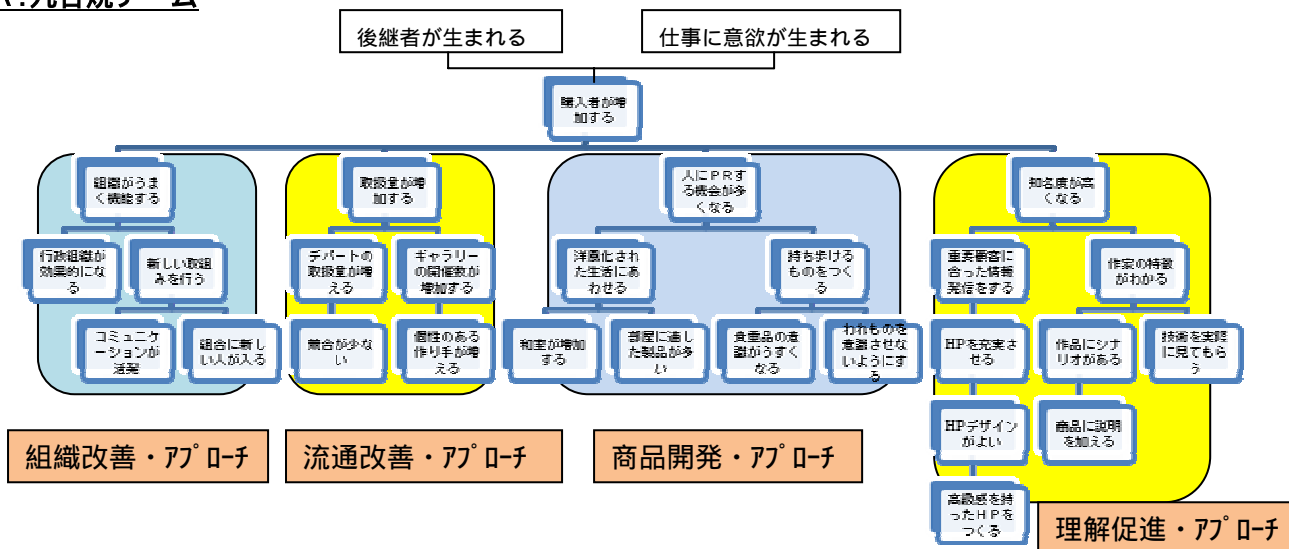 後継者が生まれる
仕事に意欲が生まれる
購入者が増
加する
組織がうま
く機能する
取扱量が増
加する
人にPRす
る機会が多
くなる
知名度が高
くなる
行政組織が
効果的にな
る
新しい取組
みを行う
デパートの
取扱量が増
える
ギャラリー
の開催数が
増加する
洋風化され
た生活にあ
わせる
持ち歩ける
ものをつく
る
重要顧客に
合った情報
発信をする
作家の特徴
がわかる
コミュニケ
ーションが
活発
組合に新し
い人が入る
競合が少な
い
個性のある
作り手が増
える
和室が増加
する
部屋に適し
た製品が多
い
貴重品の意
識がうすく
なる
われものを
意識させな
いようにす
る
HPを充実さ
せる
作品にシナ
リオがある
技術を実際
に見てもら
う
HPデザイン
がよい
商品に説明
を加える
高級感を持
ったHPを
つくる
組織改善・ｱﾌﾟﾛｰﾁ
流通改善・ｱﾌﾟﾛｰﾁ
商品開発・ｱﾌﾟﾛｰﾁ
理解促進・ｱﾌﾟﾛｰﾁ